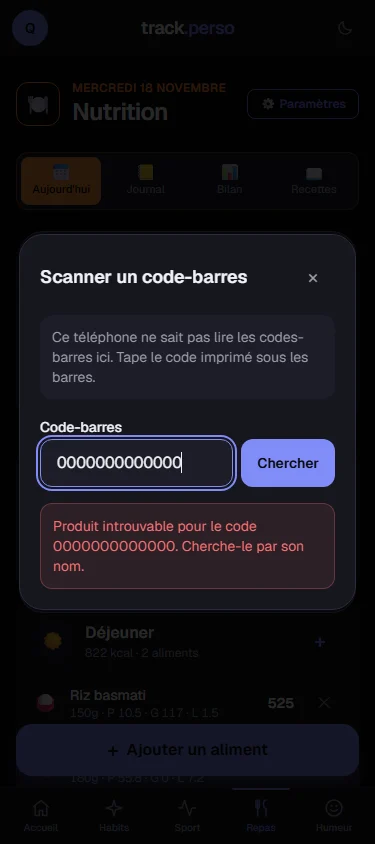 Q
track.perso
MERCREDI 18 NOVEMBRE
Nutrition
Paramètres
Aujourd'hui
Journal
Bilan
Recettes
Scanner un code-barres
×
Ce téléphone ne sait pas lire les codes-
barres ici. Tape le code imprimé sous les
barres.
Code-barres
0000000000000
Chercher
Produit introuvable pour le code
0000000000000. Cherche-le par son
nom.
Déjeuner
+
822 kcal · 2 aliments
Riz basmati
525
×
150g · P 10.5 · G 117 · L 1.5
+ Ajouter un aliment
Accueil
Habits
Sport
Repas
Humeur